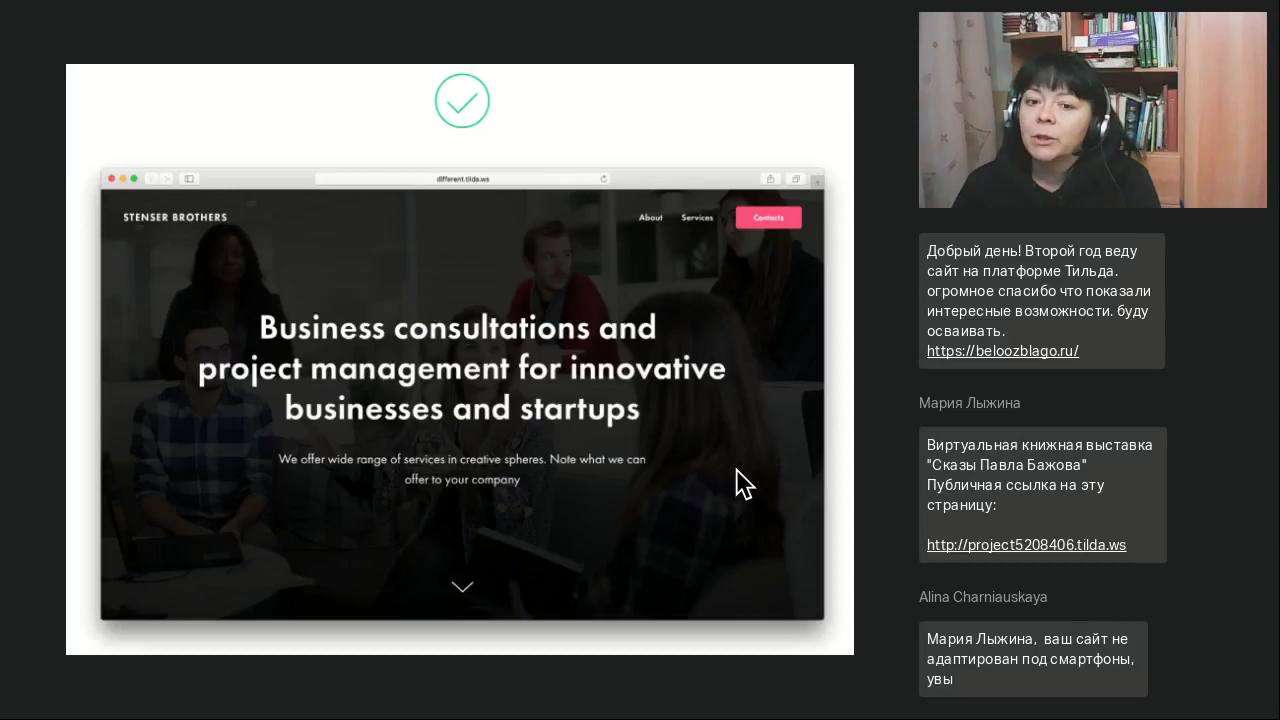 different.tilda.ws
STENSER BROTHERS
About
Services
Contacts
Business consultations and
project management for innovative
businesses and startups
We offer wide range of services in creative spheres. Note what we can
offer to your company
Добрый день! Второй год веду
сайт на платформе Тильда.
огромное спасибо что показали
интересные возможности. буду
осваивать.
https://beloozblago.ru/
Мария Лыжина
Виртуальная книжная выставка
"Сказы Павла Бажова"
Публичная ссылка на эту
страницу:
http://project5208406.tilda.ws
Alina Charniauskaya
Мария Лыжина,  ваш сайт не
адаптирован под смартфоны,
увы